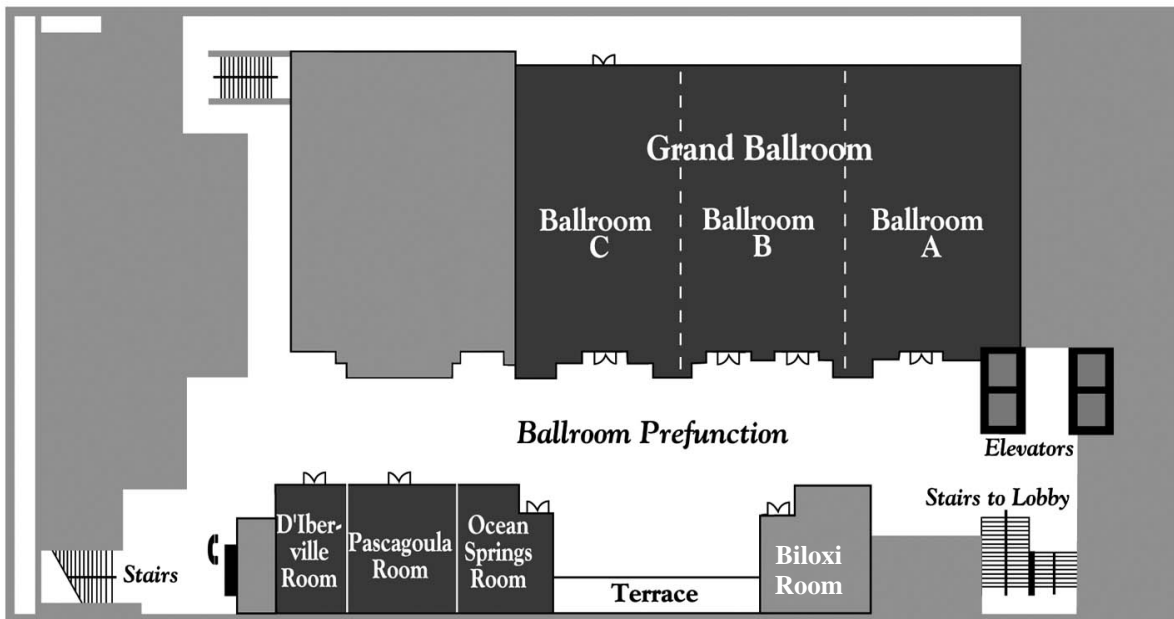 Grand Ballroom
Ballroom
C
Ballroom
B
Ballroom
A
Ballroom Prefunction
Elevators
Stairs to Lobby
D'Iber-
ville
Room
Pascagoula
Room
Ocean
Springs
Room
Biloxi
Room
Stairs
Terrace